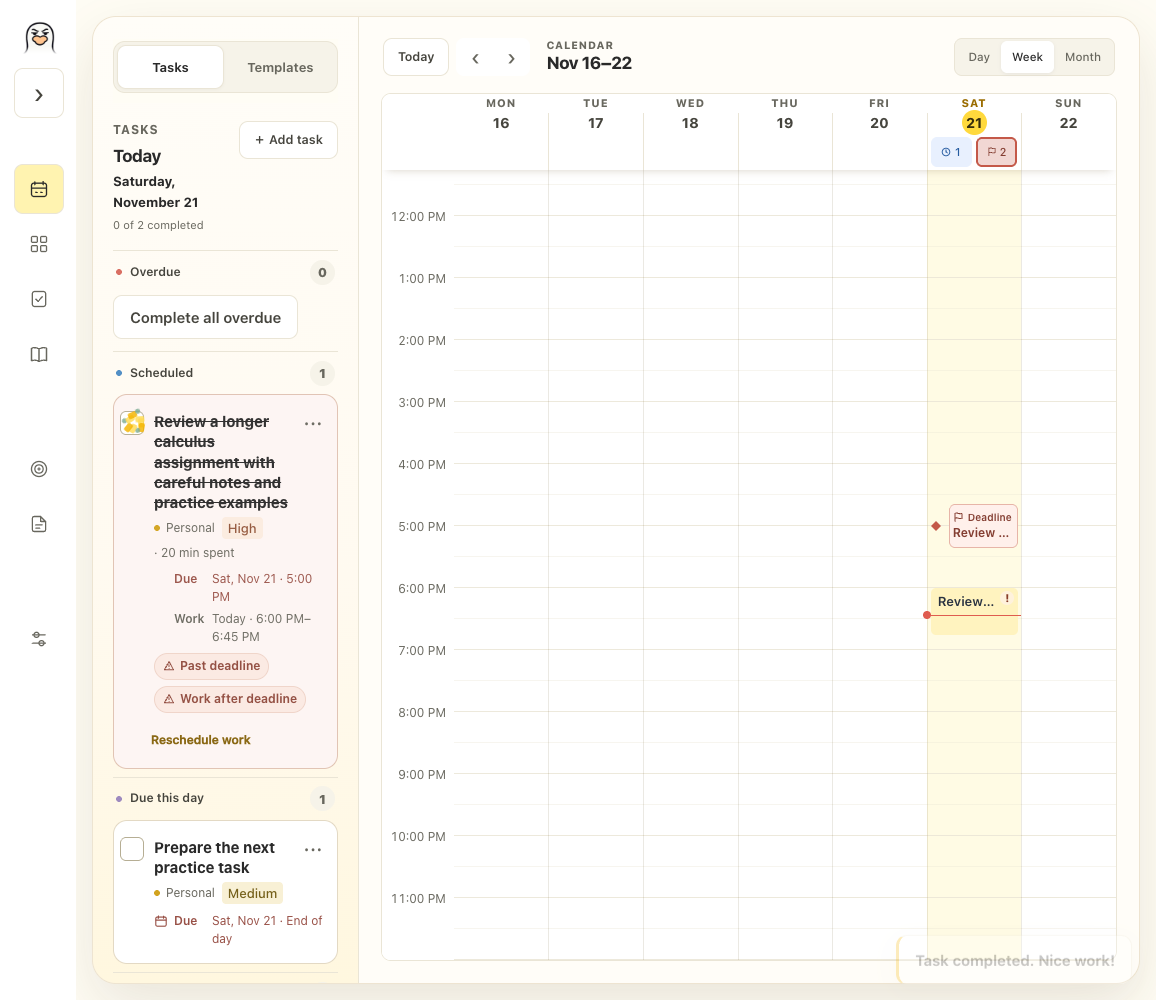 Tasks
Templates
TASKS
Today
Saturday,
November 21
0 of 2 completed
+ Add task
Overdue
0
Complete all overdue
Scheduled
1
Review a longer
calculus
assignment with
careful notes and
practice examples
Personal
High
· 20 min spent
Due
Sat, Nov 21 · 5:00
PM
Work
Today · 6:00 PM–
6:45 PM
Past deadline
Work after deadline
Reschedule work
Due this day
1
Prepare the next
practice task
Personal
Medium
Due
Sat, Nov 21 · End of
day
Today
CALENDAR
Nov 16–22
Day
Week
Month
MON
16
TUE
17
WED
18
THU
19
FRI
20
SAT
21
SUN
22
1
2
12:00 PM
1:00 PM
2:00 PM
3:00 PM
4:00 PM
5:00 PM
Deadline
Review ...
6:00 PM
Review... !
7:00 PM
8:00 PM
9:00 PM
10:00 PM
11:00 PM
Task completed. Nice work!